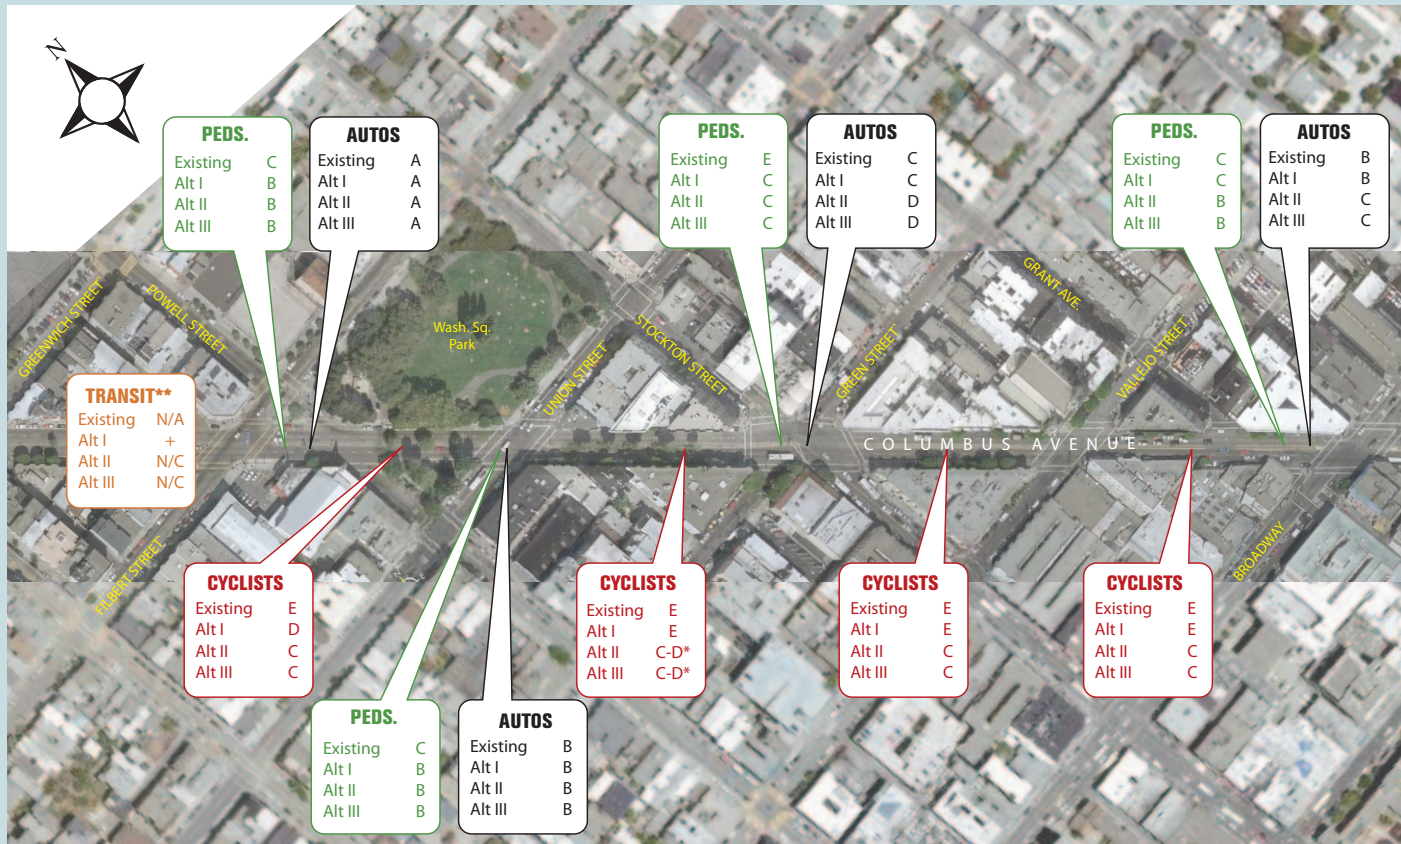 N
PEDS.
Existing C
Alt I B
Alt II B
Alt III B
AUTOS
Existing A
Alt I A
Alt II A
Alt III A
PEDS.
Existing E
Alt I C
Alt II C
Alt III C
AUTOS
Existing C
Alt I C
Alt II D
Alt III D
PEDS.
Existing C
Alt I C
Alt II B
Alt III B
AUTOS
Existing B
Alt I B
Alt II C
Alt III C
GREENWICH STREET
POWELL STREET
Wash. Sq.
Park
UNION STREET
STOCKTON STREET
GREEN STREET
GRANT AVE.
VALLEJO STREET
COLUMBUS AVENUE
TRANSIT**
Existing N/A
Alt I +
Alt II N/C
Alt III N/C
FILBERT STREET
BROADWAY
CYCLISTS
Existing E
Alt I D
Alt II C
Alt III C
CYCLISTS
Existing E
Alt I E
Alt II C-D*
Alt III C-D*
CYCLISTS
Existing E
Alt I E
Alt II C
Alt III C
CYCLISTS
Existing E
Alt I E
Alt II C
Alt III C
PEDS.
Existing C
Alt I B
Alt II B
Alt III B
AUTOS
Existing B
Alt I B
Alt II B
Alt III B